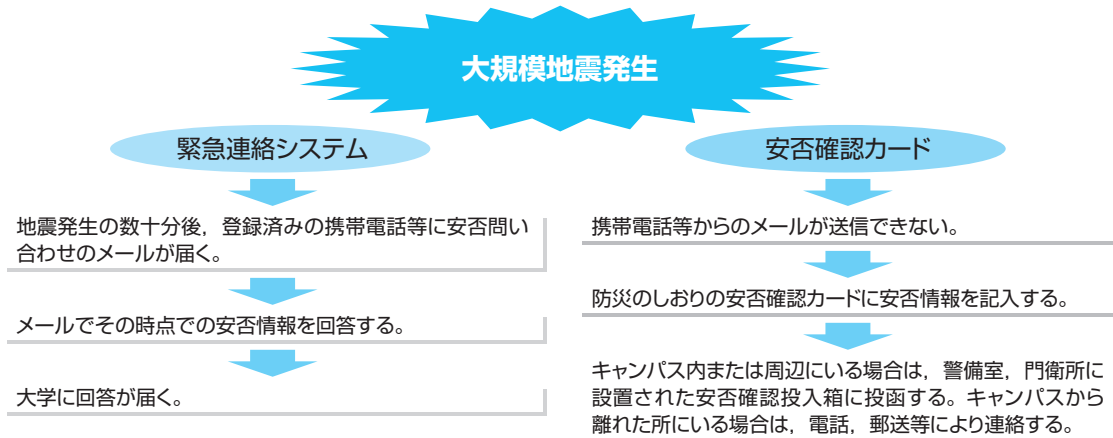 大規模地震発生
緊急連絡システム
地震発生の数十分後，登録済みの携帯電話等に安否問い
合わせのメールが届く。
メールでその時点での安否情報を回答する。
大学に回答が届く。
安否確認カード
携帯電話等からのメールが送信できない。
防災のしおりの安否確認カードに安否情報を記入する。
キャンパス内または周辺にいる場合は，警備室，門衛所に
設置された安否確認投入箱に投函する。キャンパスから
離れた所にいる場合は，電話，郵送等により連絡する。